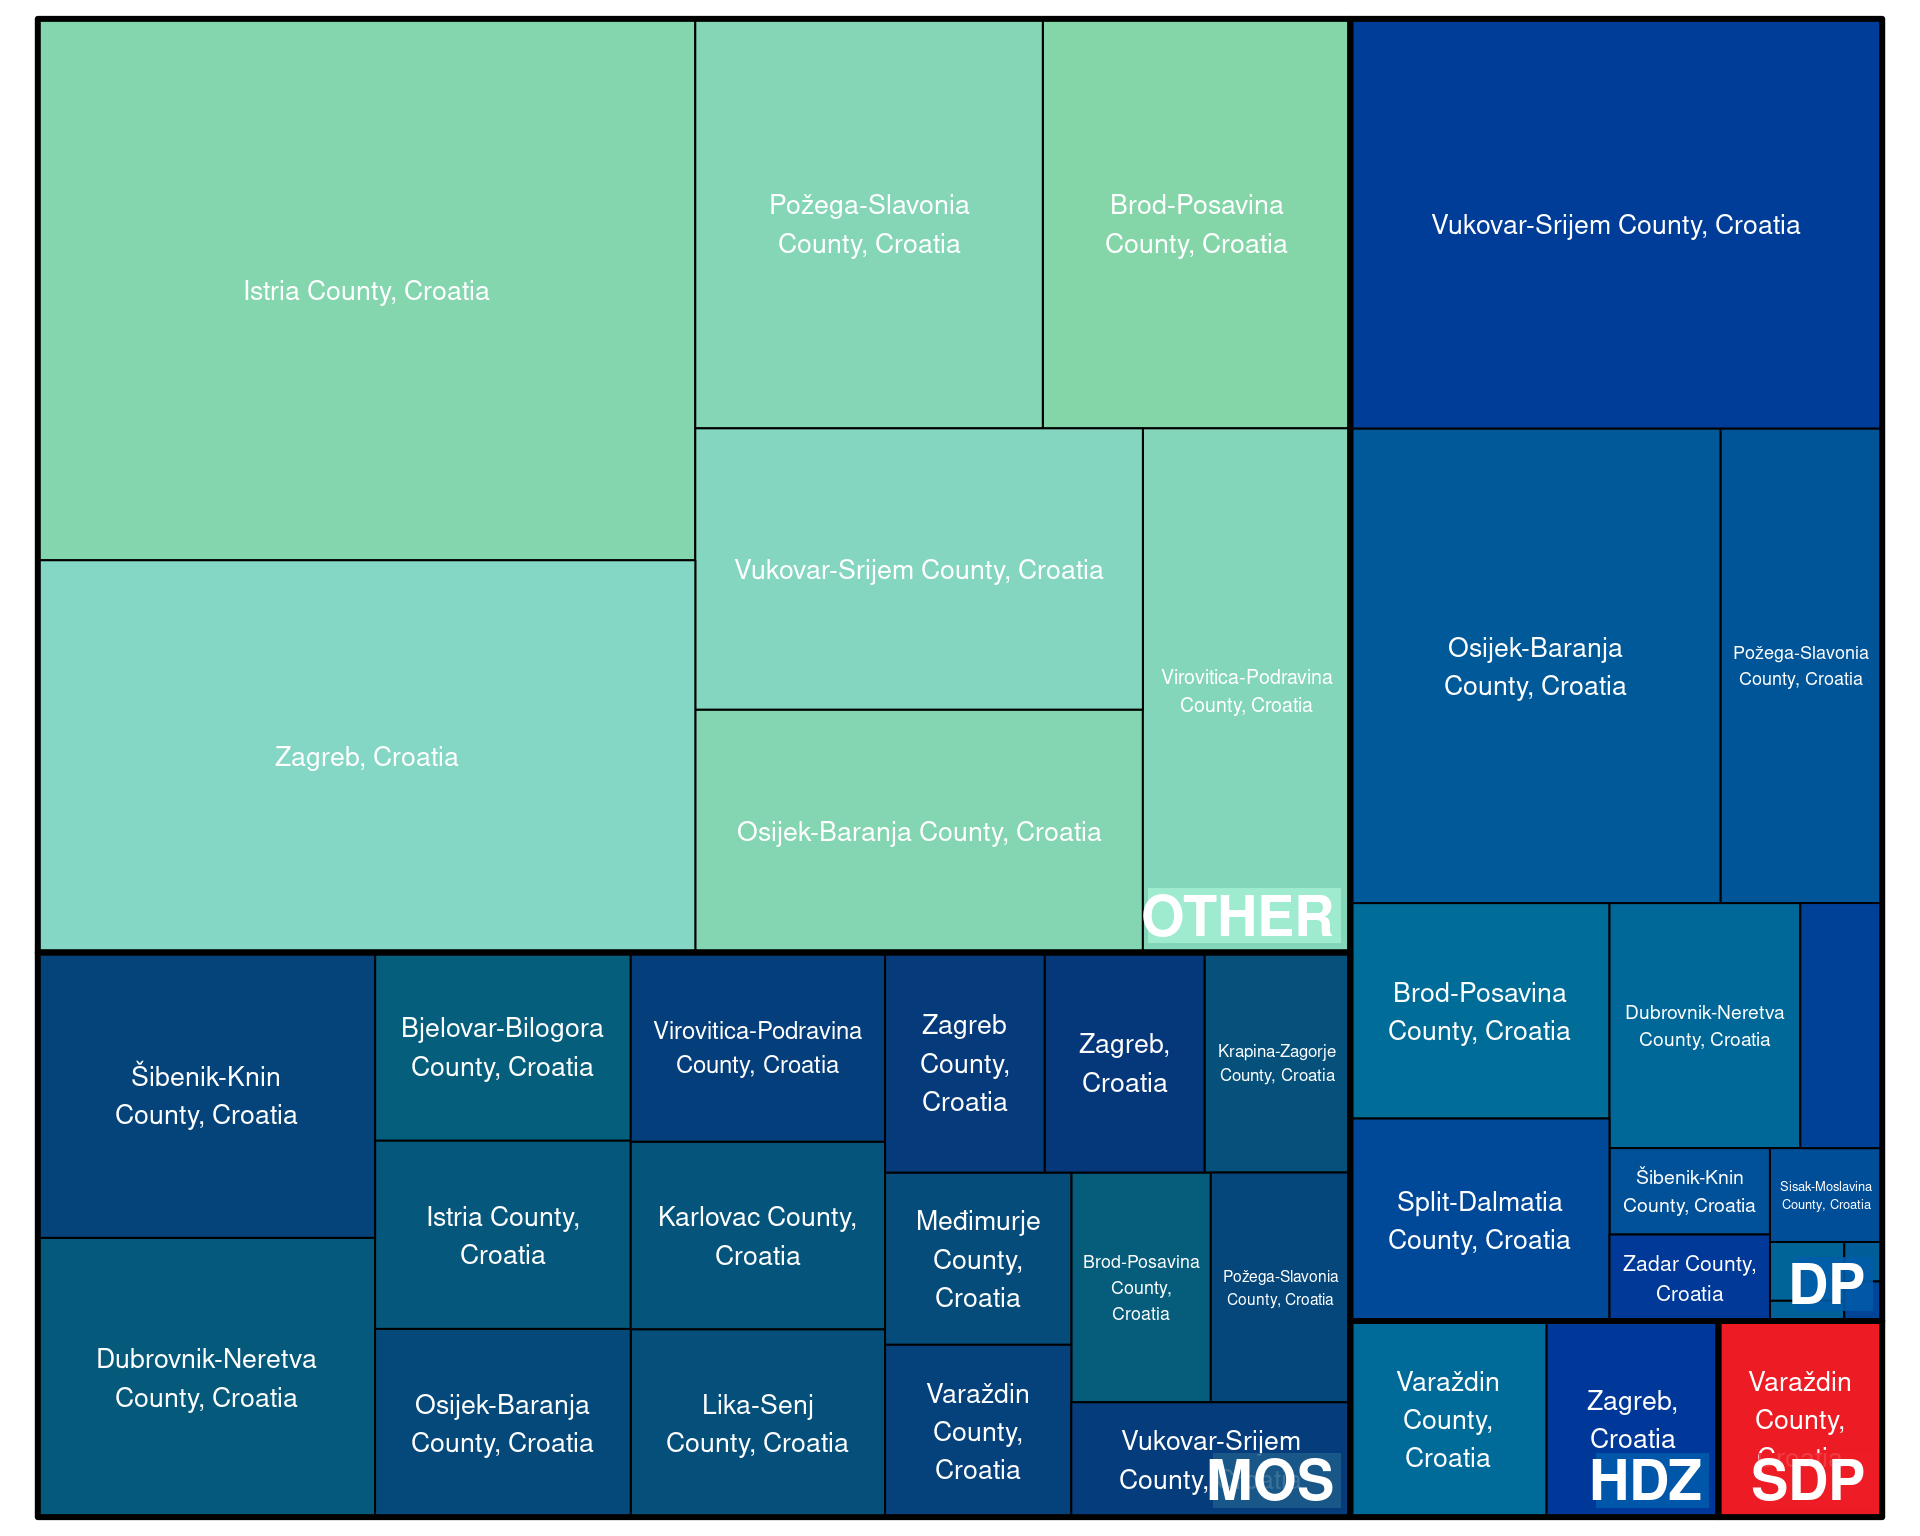 Istria County, Croatia
Zagreb, Croatia
Požega-Slavonia
County, Croatia
Brod-Posavina
County, Croatia
Vukovar-Srijem County, Croatia
Osijek-Baranja County, Croatia
Virovitica-Podravina
County, Croatia
OTHER
Vukovar-Srijem County, Croatia
Osijek-Baranja
County, Croatia
Požega-Slavonia
County, Croatia
Brod-Posavina
County, Croatia
Dubrovnik-Neretva
County, Croatia
Split-Dalmatia
County, Croatia
Šibenik-Knin
County, Croatia
Sisak-Moslavina
County, Croatia
Zadar County,
Croatia
DP
Šibenik-Knin
County, Croatia
Dubrovnik-Neretva
County, Croatia
Bjelovar-Bilogora
County, Croatia
Istria County,
Croatia
Osijek-Baranja
County, Croatia
Virovitica-Podravina
County, Croatia
Karlovac County,
Croatia
Lika-Senj
County, Croatia
Zagreb
County,
Croatia
Zagreb,
Croatia
Krapina-Zagorje
County, Croatia
Međimurje
County,
Croatia
Brod-Posavina
County,
Croatia
Požega-Slavonia
County, Croatia
Varaždin
County,
Croatia
Vukovar-Srijem
County, Croatia
MOS
Varaždin
County,
Croatia
Zagreb,
Croatia
HDZ
Varaždin
County,
Croatia
SDP